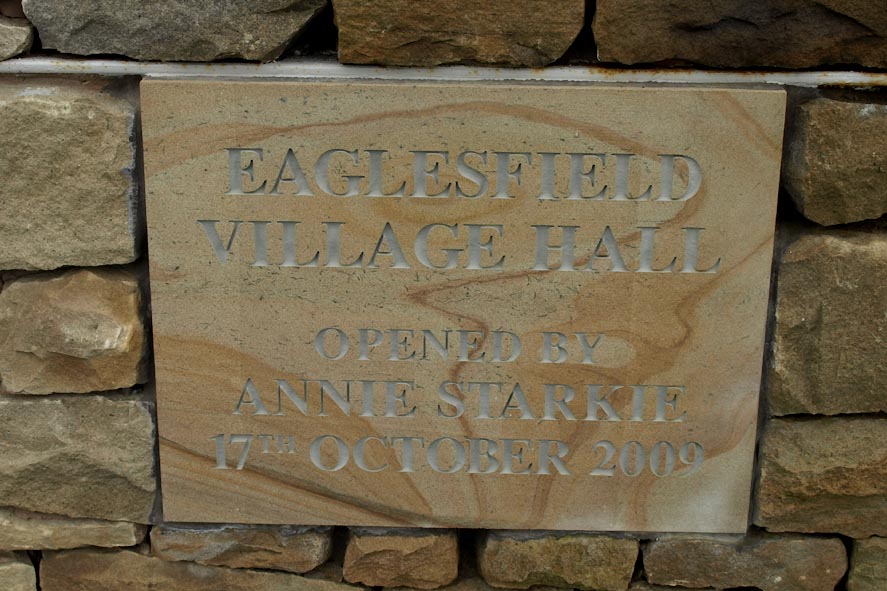 EAGLESFIELD
VILLAGE HALL
OPENED BY
ANNIE STARKIE
17TH OCTOBER 2009